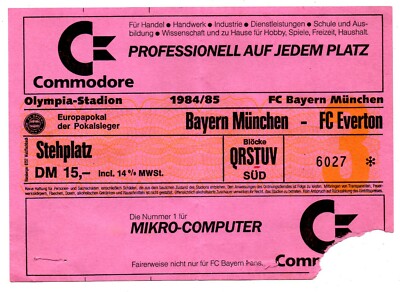 Für Handel • Handwerk • Industrie • Dienstleistungen • Schule und Aus-
bildung • Wissenschaft und zu Hause für Hobby, Spiele, Freizeit, Haushalt.
PROFESSIONELL AUF JEDEM PLATZ
Commodore
Olympia-Stadion 1984/85 FC Bayern München
Europapokal
der Pokalsieger
Bayern München - FC Everton
Stehplatz
DM 15,— incl. 14 % MWSt.
Blöcke
QRSTUV
SÜD
6027 *
Die Nummer 1 für
MIKRO-COMPUTER
Fairerweise nicht nur für FC Bayern
Com